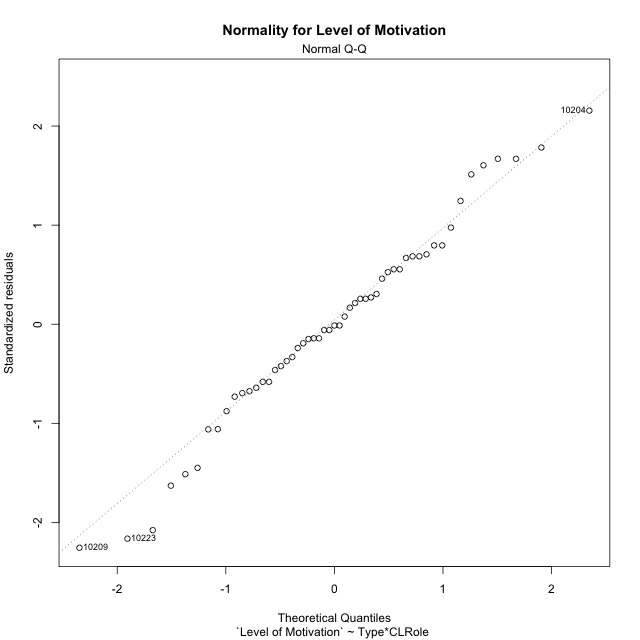 Normality for Level of Motivation
Normal Q-Q
Standardized residuals
2
1
0
-1
-2
10204
10209
10223
-2
-1
0
1
2
Theoretical Quantiles
`Level of Motivation` ~ Type*CLRole